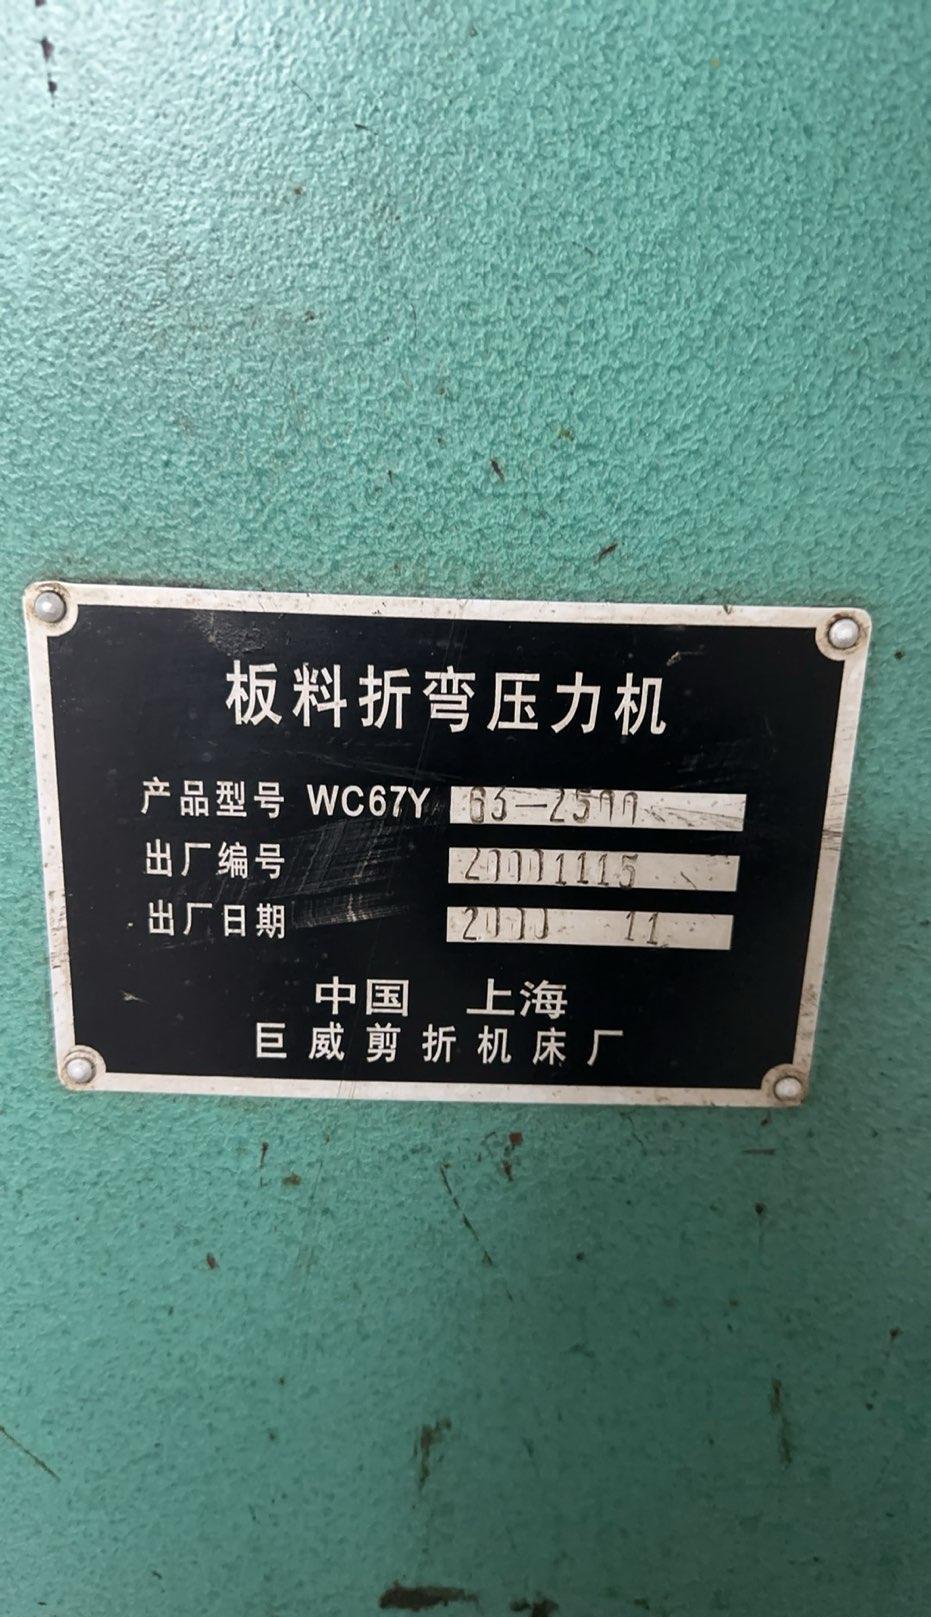 板料折弯压力机
产品型号 WC67Y 63-2500
出厂编号 20001115
出厂日期 2000 11
中国 上海
巨威剪折机床厂